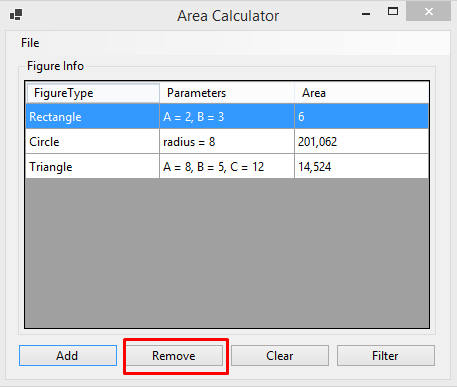 Area Calculator
File
Figure Info
FigureType Parameters Area
Rectangle A = 2, B = 3 6
Circle radius = 8 201,062
Triangle A = 8, B = 5, C = 12 14,524
Add Remove Clear Filter